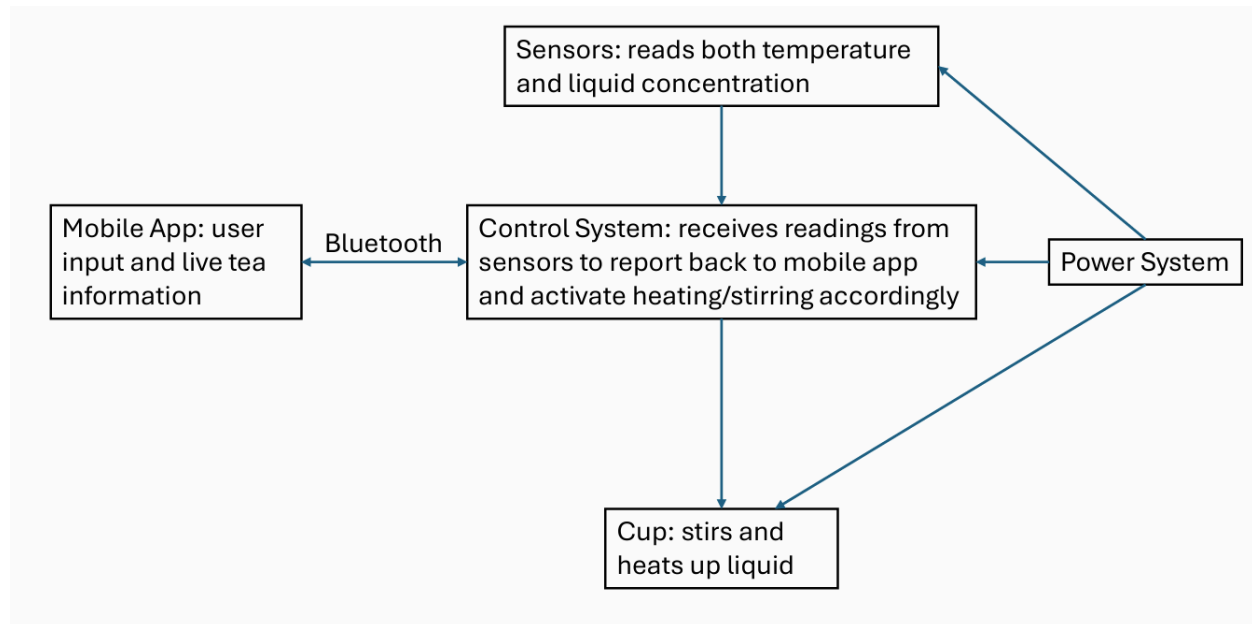 Sensors: reads both temperature
and liquid concentration
Mobile App: user
input and live tea
information
Bluetooth
Control System: receives readings from
sensors to report back to mobile app
and activate heating/stirring accordingly
Power System
Cup: stirs and
heats up liquid